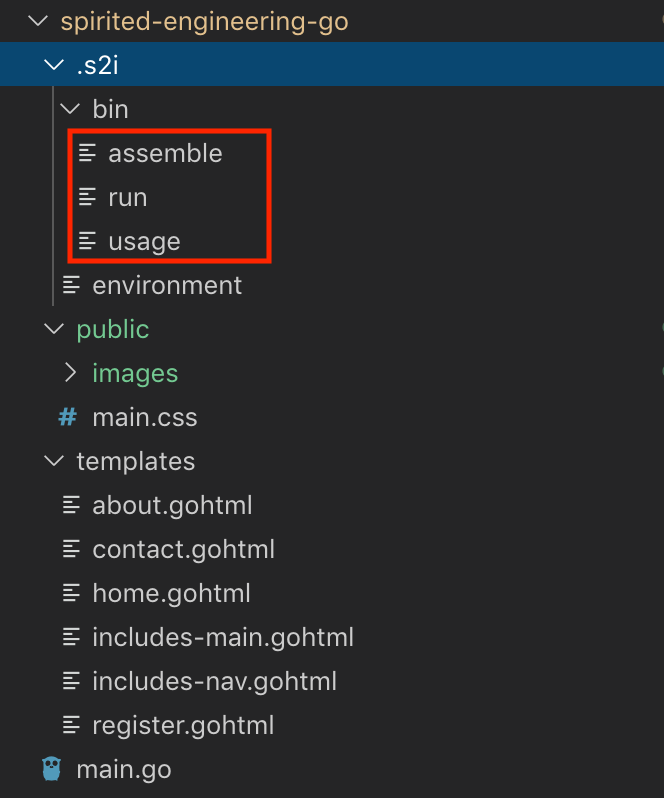 spirited-engineering-go
.s2i
bin
assemble
run
usage
environment
public
images
# main.css
templates
about.gohtml
contact.gohtml
home.gohtml
includes-main.gohtml
includes-nav.gohtml
register.gohtml
main.go